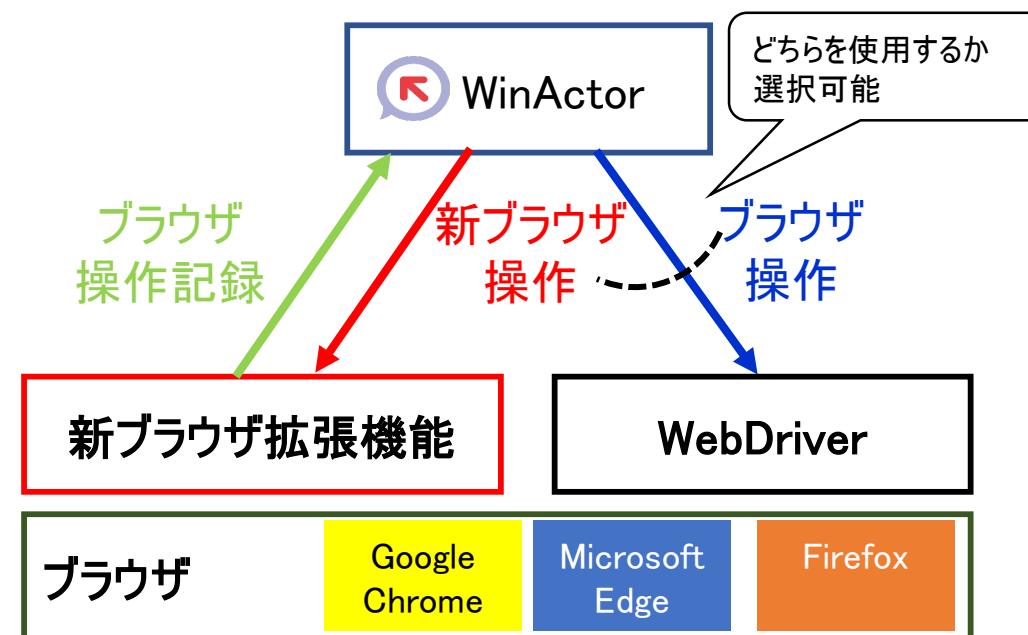 どちらを使用するか
選択可能
WinActor
ブラウザ
操作記録
新ブラウザ
操作
ブラウザ
操作
新ブラウザ拡張機能
WebDriver
ブラウザ
Google
Chrome
Microsoft
Edge
Firefox